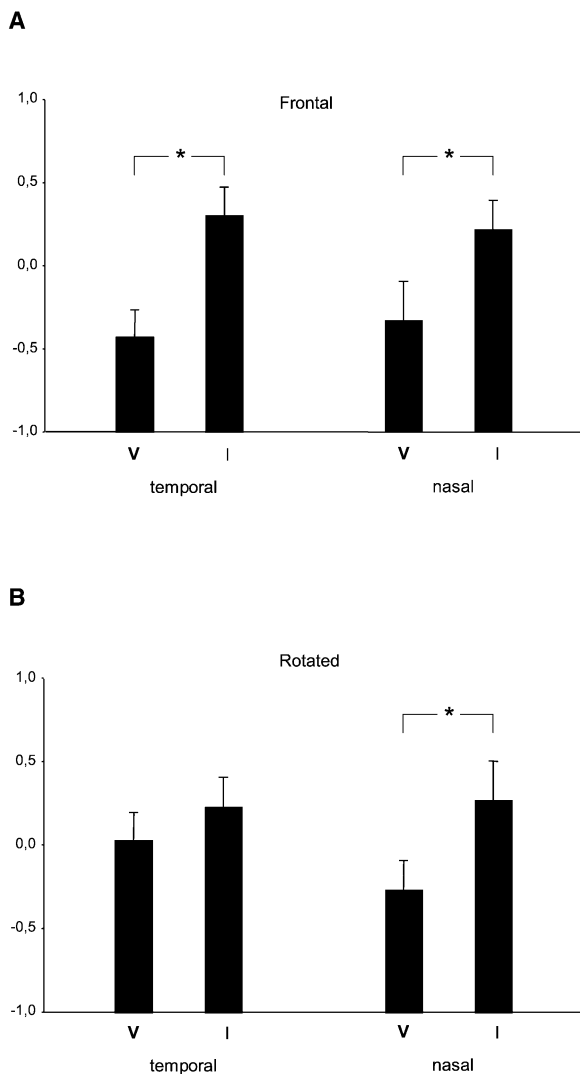 A
Frontal
1,0
* *
0,5
0,0
-0,5
-1,0
V I V I
temporal nasal
B
Rotated
1,0
*
0,5
0,0
-0,5
-1,0
V I V I
temporal nasal